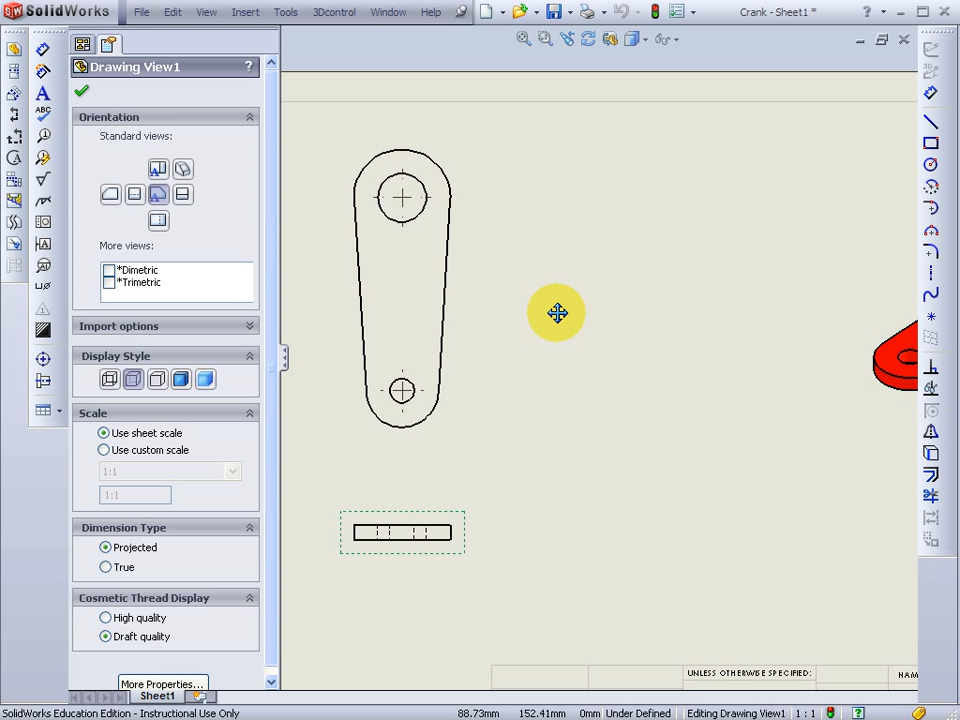 SolidWorks File Edit View Insert Tools 3Dcontrol Window Help Crank - Sheet1 *
Drawing View1 ?
Orientation
Standard views:
More views:
*Dimetric
*Trimetric
Import options
Display Style
Scale
Use sheet scale
Use custom scale
1:1
1:1
Dimension Type
Projected
True
Cosmetic Thread Display
High quality
Draft quality
More Properties...
UNLESS OTHERWISE SPECIFIED:
NAM
Sheet1
SolidWorks Education Edition - Instructional Use Only 88.73mm 152.41mm 0mm Under Defined Editing Drawing View1 1 : 1